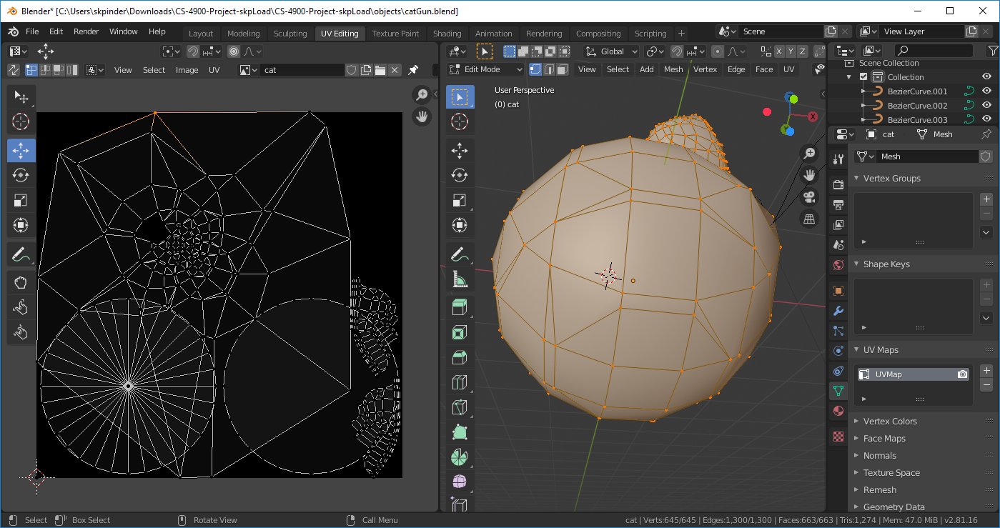 Blender* [C:\Users\skpinder\Downloads\CS-4900-Project-skpLoad\CS-4900-Project-skpLoad\objects\catGun.blend]
File Edit Render Window Help Layout Modeling Sculpting UV Editing Texture Paint Shading Animation Rendering Compositing Scripting + Scene View Layer
Global X Y Z
View Select Image UV cat Edit Mode View Select Add Mesh Vertex Edge Face UV
Scene Collection
Collection
BezierCurve.001
BezierCurve.002
BezierCurve.003
User Perspective
(0) cat
X
Y
cat Mesh
Mesh
Vertex Groups
Shape Keys
UV Maps
UVMap
Vertex Colors
Face Maps
Normals
Texture Space
Remesh
Geometry Data
Select Box Select Rotate View Call Menu cat | Verts:645/645 | Edges:1,300/1,300 | Faces:663/663 | Tris:1,274 | Mem: 47.0 MiB | v2.81.16